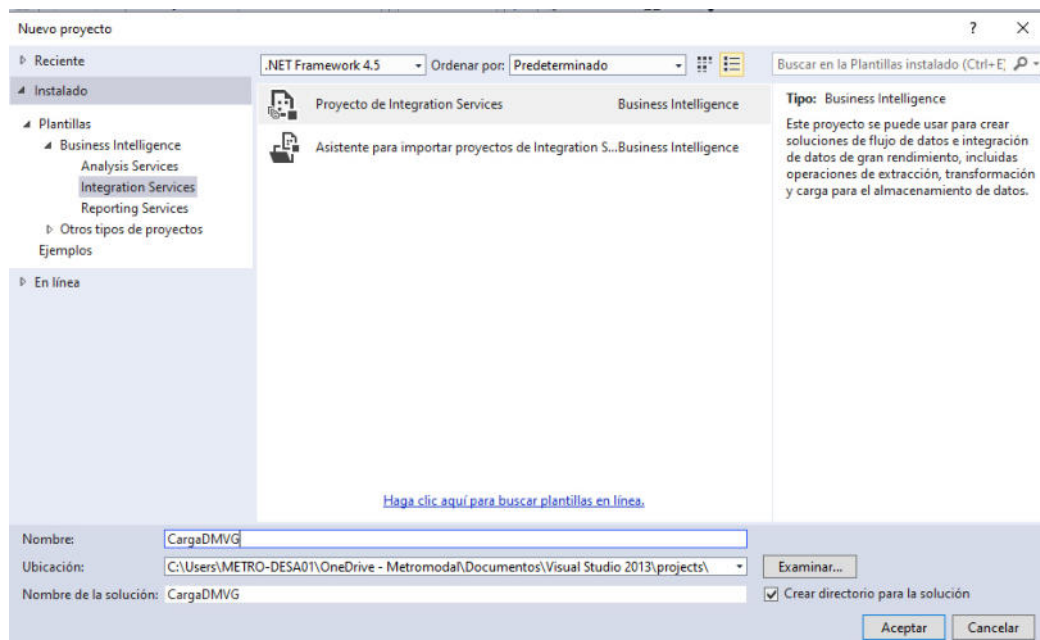 Nuevo proyecto
?
Reciente
Instalado
Plantillas
Business Intelligence
Analysis Services
Integration Services
Reporting Services
Otros tipos de proyectos
Ejemplos
En línea
.NET Framework 4.5
Ordenar por: Predeterminado
Proyecto de Integration Services Business Intelligence
Asistente para importar proyectos de Integration S...Business Intelligence
Haga clic aquí para buscar plantillas en línea.
Buscar en la Plantillas instalado (Ctrl+E)
Tipo: Business Intelligence
Este proyecto se puede usar para crear
soluciones de flujo de datos e integración
de datos de gran rendimiento, incluidas
operaciones de extracción, transformación
y carga para el almacenamiento de datos.
Nombre: CargaDMVG
Ubicación: C:\Users\METRO-DESA01\OneDrive - Metromodal\Documentos\Visual Studio 2013\projects\
Examinar...
Nombre de la solución: CargaDMVG
Crear directorio para la solución
Aceptar Cancelar